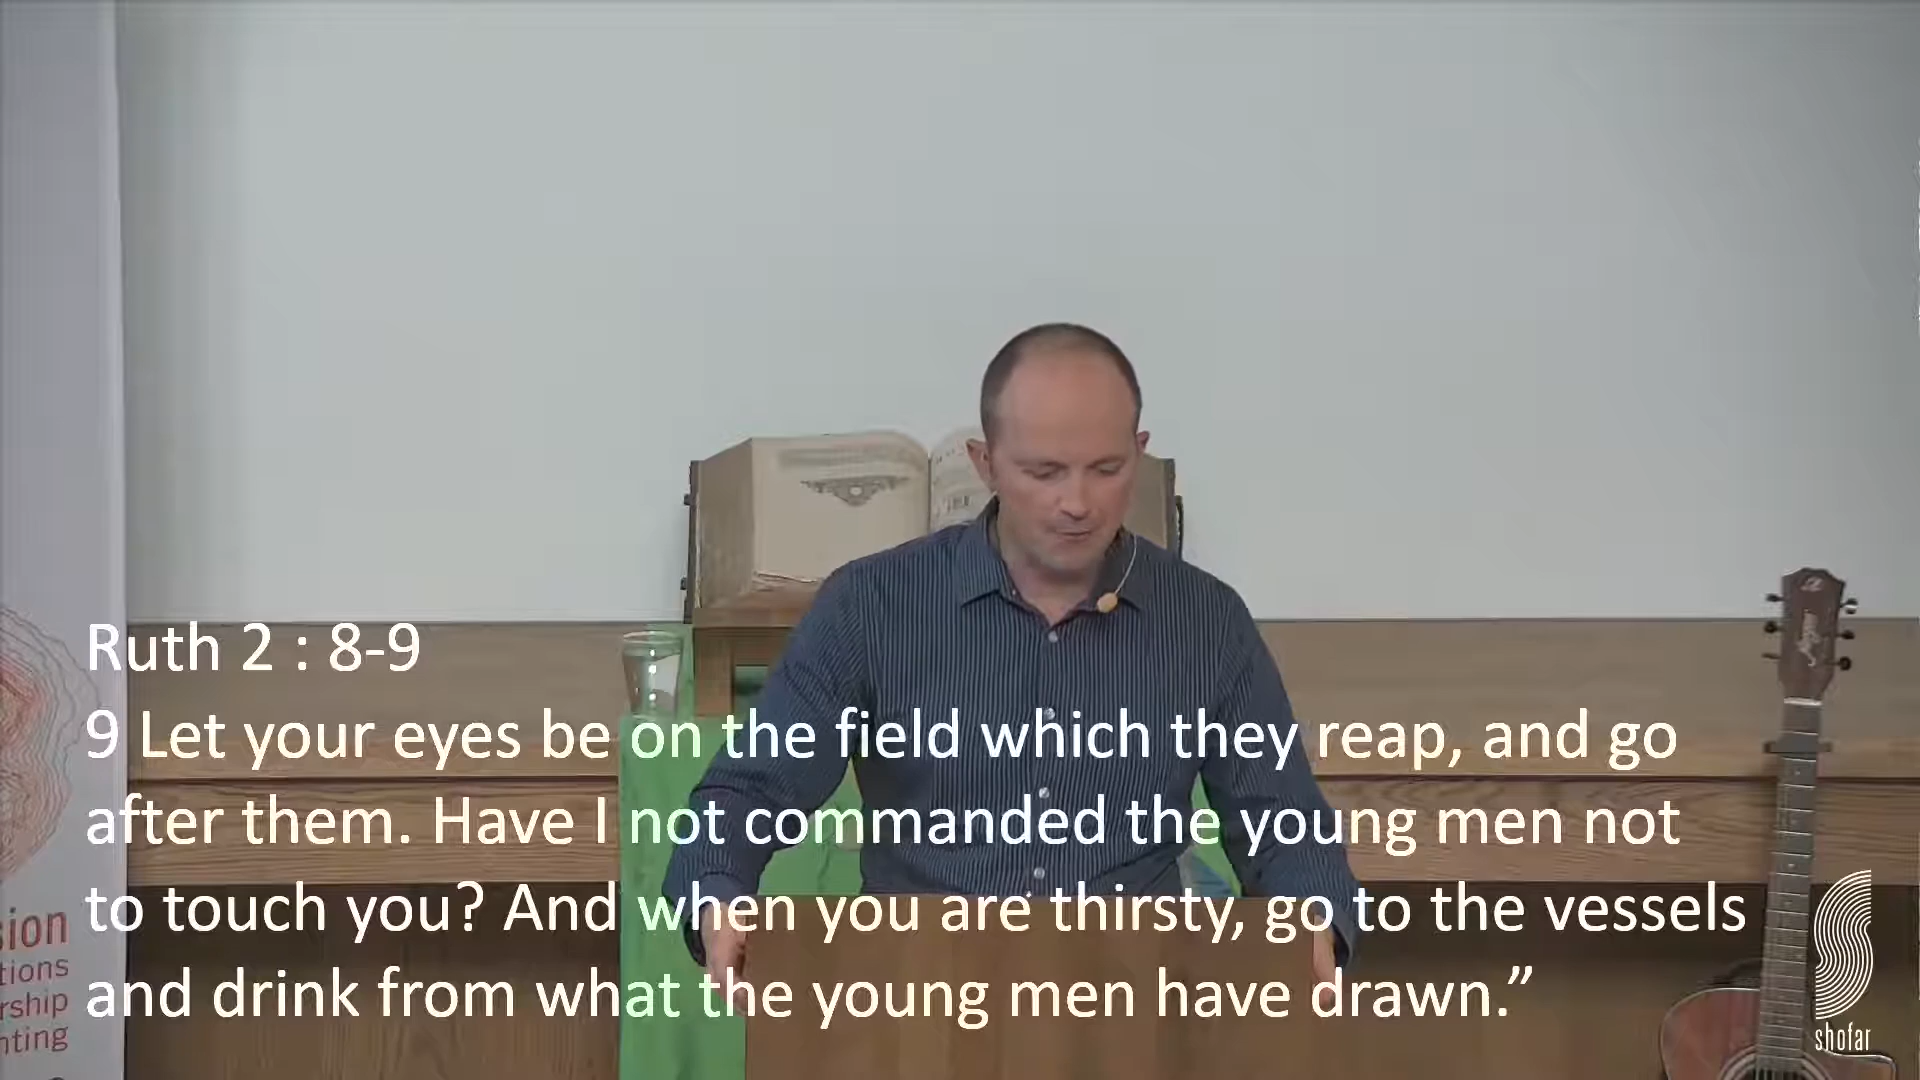 Ruth 2 : 8-9
9 Let your eyes be on the field which they reap, and go
after them. Have I not commanded the young men not
to touch you? And when you are thirsty, go to the vessels
and drink from what the young men have drawn.”
sion
tions
rship
nting
shofar